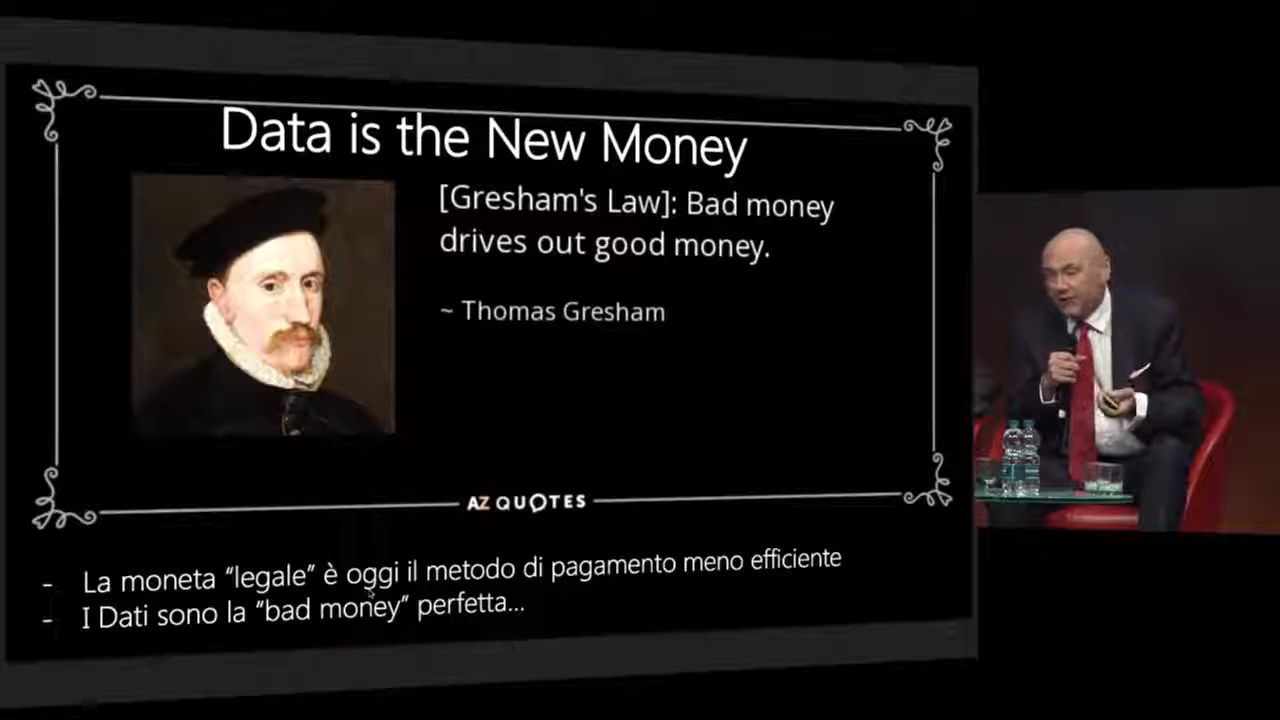 Data is the New Money
[Gresham's Law]: Bad money
drives out good money.
~ Thomas Gresham
AZ QUOTES
- La moneta “legale” è oggi il metodo di pagamento meno efficiente
- I Dati sono la “bad money” perfetta...